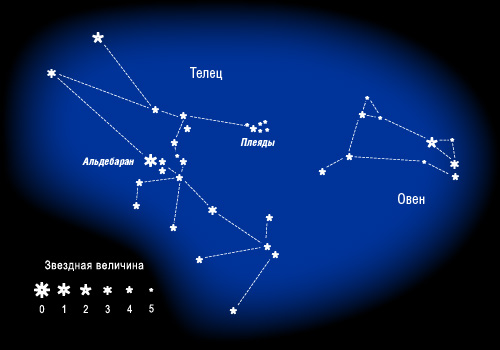 Телец
Плеяды
Альдебаран
Овен
Звездная величина
0 1 2 3 4 5